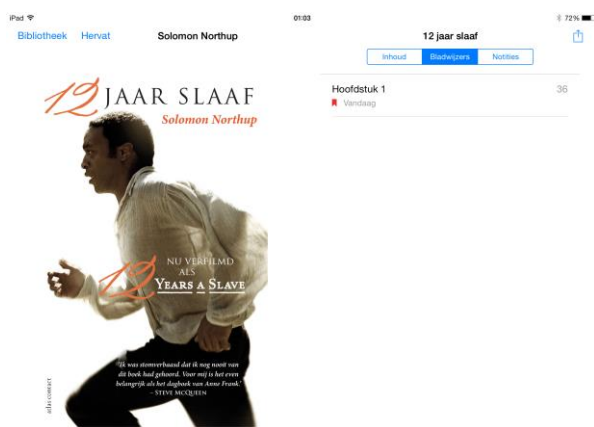 iPad
01:03
72%
Bibliotheek Hervat
Solomon Northup
12 JAAR SLAAF
Solomon Northup
NU VERFILMD
ALS
12 YEARS A SLAVE
'Ik was stomverbaasd dat ik nog nooit van
dit boek had gehoord. Voor mij is het even
belangrijk als het dagboek van Anne Frank.'
– STEVE MCQUEEN
atlas contact
12 jaar slaaf
Inhoud Bladwijzers Notities
Hoofdstuk 1 36
Vandaag